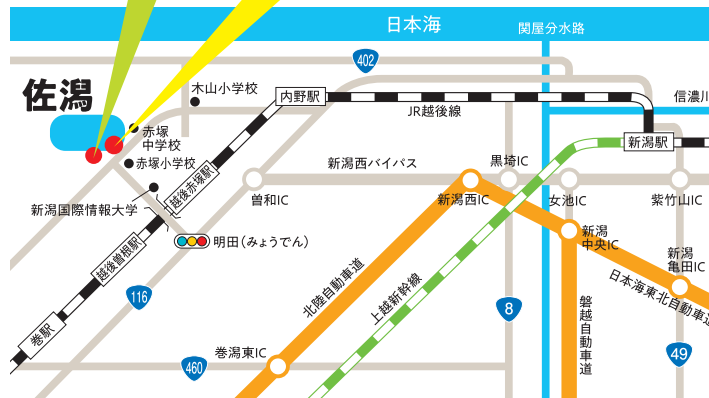 日本海
関屋分水路
402
佐潟
木山小学校
内野駅
JR越後線
信濃川
赤塚
中学校
新潟駅
赤塚小学校
越後赤塚駅
新潟西バイパス
黒埼IC
曽和IC
新潟西IC
女池IC
紫竹山IC
新潟国際情報大学
明田(みょうでん)
新潟
中央IC
越後曽根駅
新潟
亀田IC
北陸自動車道
上越新幹線
日本海東北自動車道
116
8
磐越自動車道
巻駅
巻潟東IC
460
49